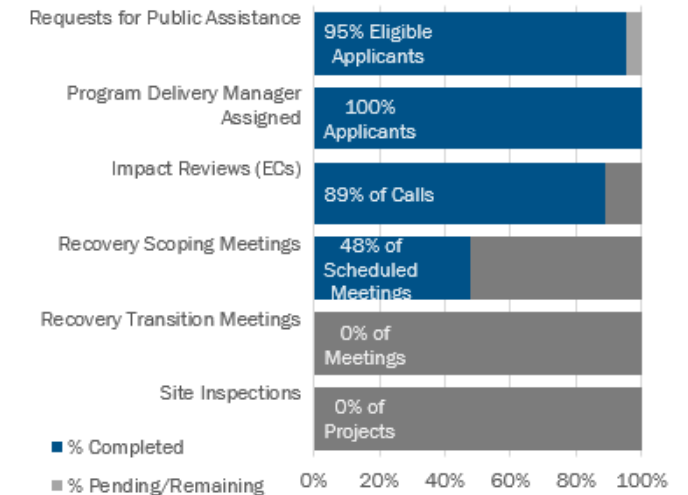 Requests for Public Assistance
95% Eligible
Applicants
Program Delivery Manager
Assigned
100%
Applicants
Impact Reviews (ECs)
89% of Calls
Recovery Scoping Meetings
48% of
Scheduled
Meetings
Recovery Transition Meetings
0% of
Meetings
Site Inspections
0% of
Projects
% Completed
% Pending/Remaining
0% 20% 40% 60% 80% 100%